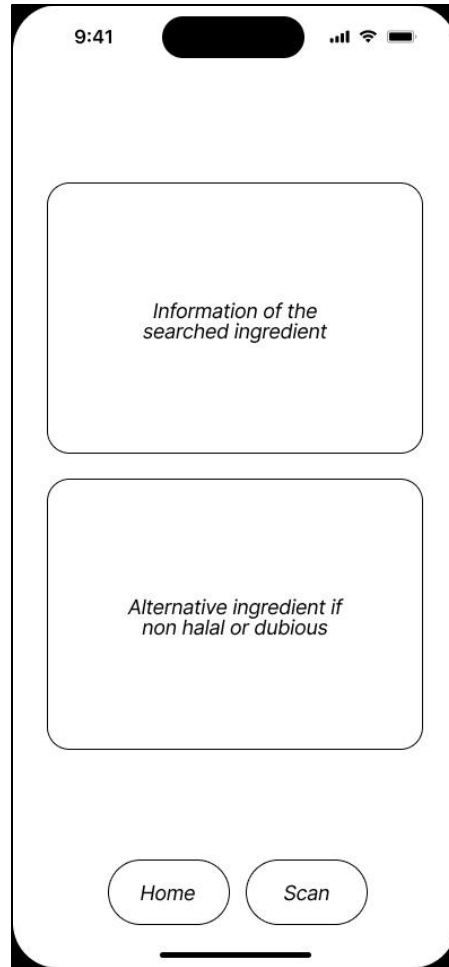 9:41
Information of the
searched ingredient
Alternative ingredient if
non halal or dubious
Home
Scan